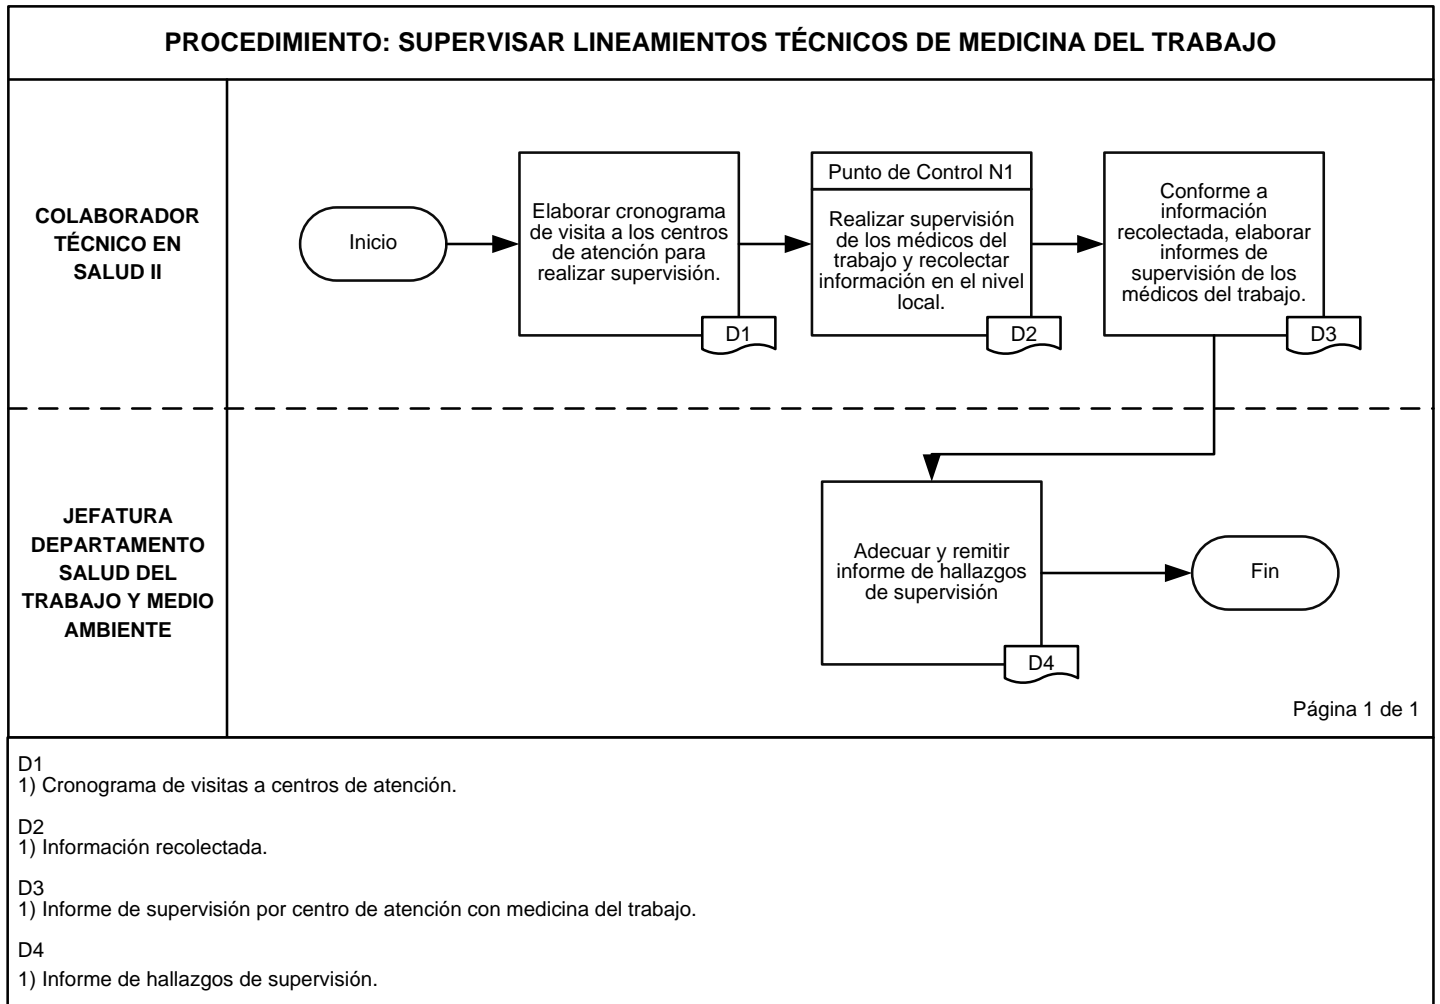 PROCEDIMIENTO: SUPERVISAR LINEAMIENTOS TÉCNICOS DE MEDICINA DEL TRABAJO
COLABORADOR
TÉCNICO EN
SALUD II
Inicio
Elaborar cronograma
de visita a los centros
de atención para
realizar supervisión.
D1
Punto de Control N1
Realizar supervisión
de los médicos del
trabajo y recolectar
información en el nivel
local.
D2
Conforme a
información
recolectada, elaborar
informes de
supervisión de los
médicos del trabajo.
D3
JEFATURA
DEPARTAMENTO
SALUD DEL
TRABAJO Y MEDIO
AMBIENTE
Adecuar y remitir
informe de hallazgos
de supervisión
D4
Fin
Página 1 de 1
D1
1) Cronograma de visitas a centros de atención.
D2
1) Información recolectada.
D3
1) Informe de supervisión por centro de atención con medicina del trabajo.
D4
1) Informe de hallazgos de supervisión.